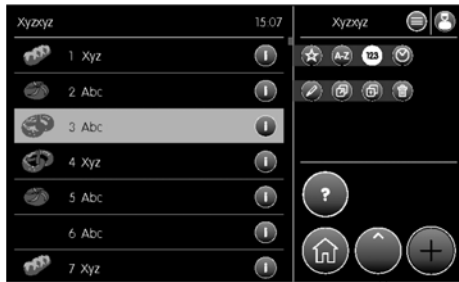 Xyzxyz 15:07
1 Xyz
2 Abc
3 Abc
4 Xyz
5 Abc
6 Abc
7 Xyz
Xyzxyz
A-Z 123
?